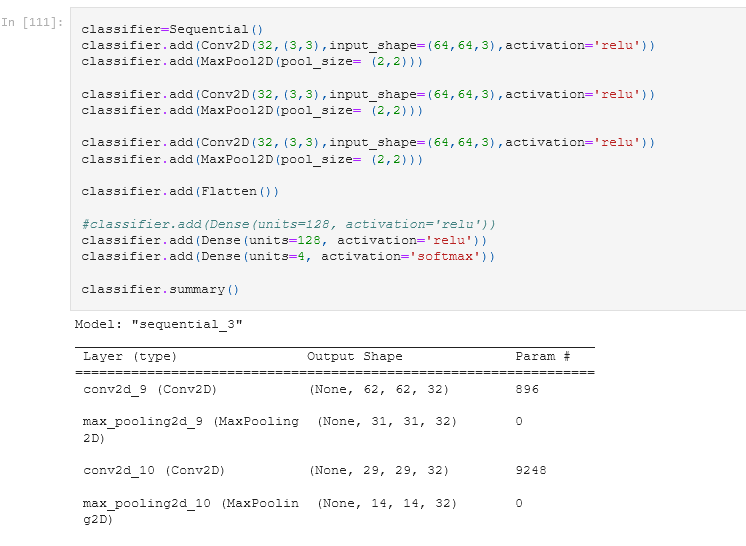 In [111]:
classifier=Sequential()
classifier.add(Conv2D(32,(3,3),input_shape=(64,64,3),activation='relu'))
classifier.add(MaxPool2D(pool_size= (2,2)))
classifier.add(Conv2D(32,(3,3),input_shape=(64,64,3),activation='relu'))
classifier.add(MaxPool2D(pool_size= (2,2)))
classifier.add(Conv2D(32,(3,3),input_shape=(64,64,3),activation='relu'))
classifier.add(MaxPool2D(pool_size= (2,2)))
classifier.add(Flatten())
#classifier.add(Dense(units=128, activation='relu'))
classifier.add(Dense(units=128, activation='relu'))
classifier.add(Dense(units=4, activation='softmax'))
classifier.summary()
Model: "sequential_3"
Layer (type) Output Shape Param #
=================================================================
conv2d_9 (Conv2D) (None, 62, 62, 32) 896
max_pooling2d_9 (MaxPooling (None, 31, 31, 32) 0
2D)
conv2d_10 (Conv2D) (None, 29, 29, 32) 9248
max_pooling2d_10 (MaxPoolin (None, 14, 14, 32) 0
g2D)